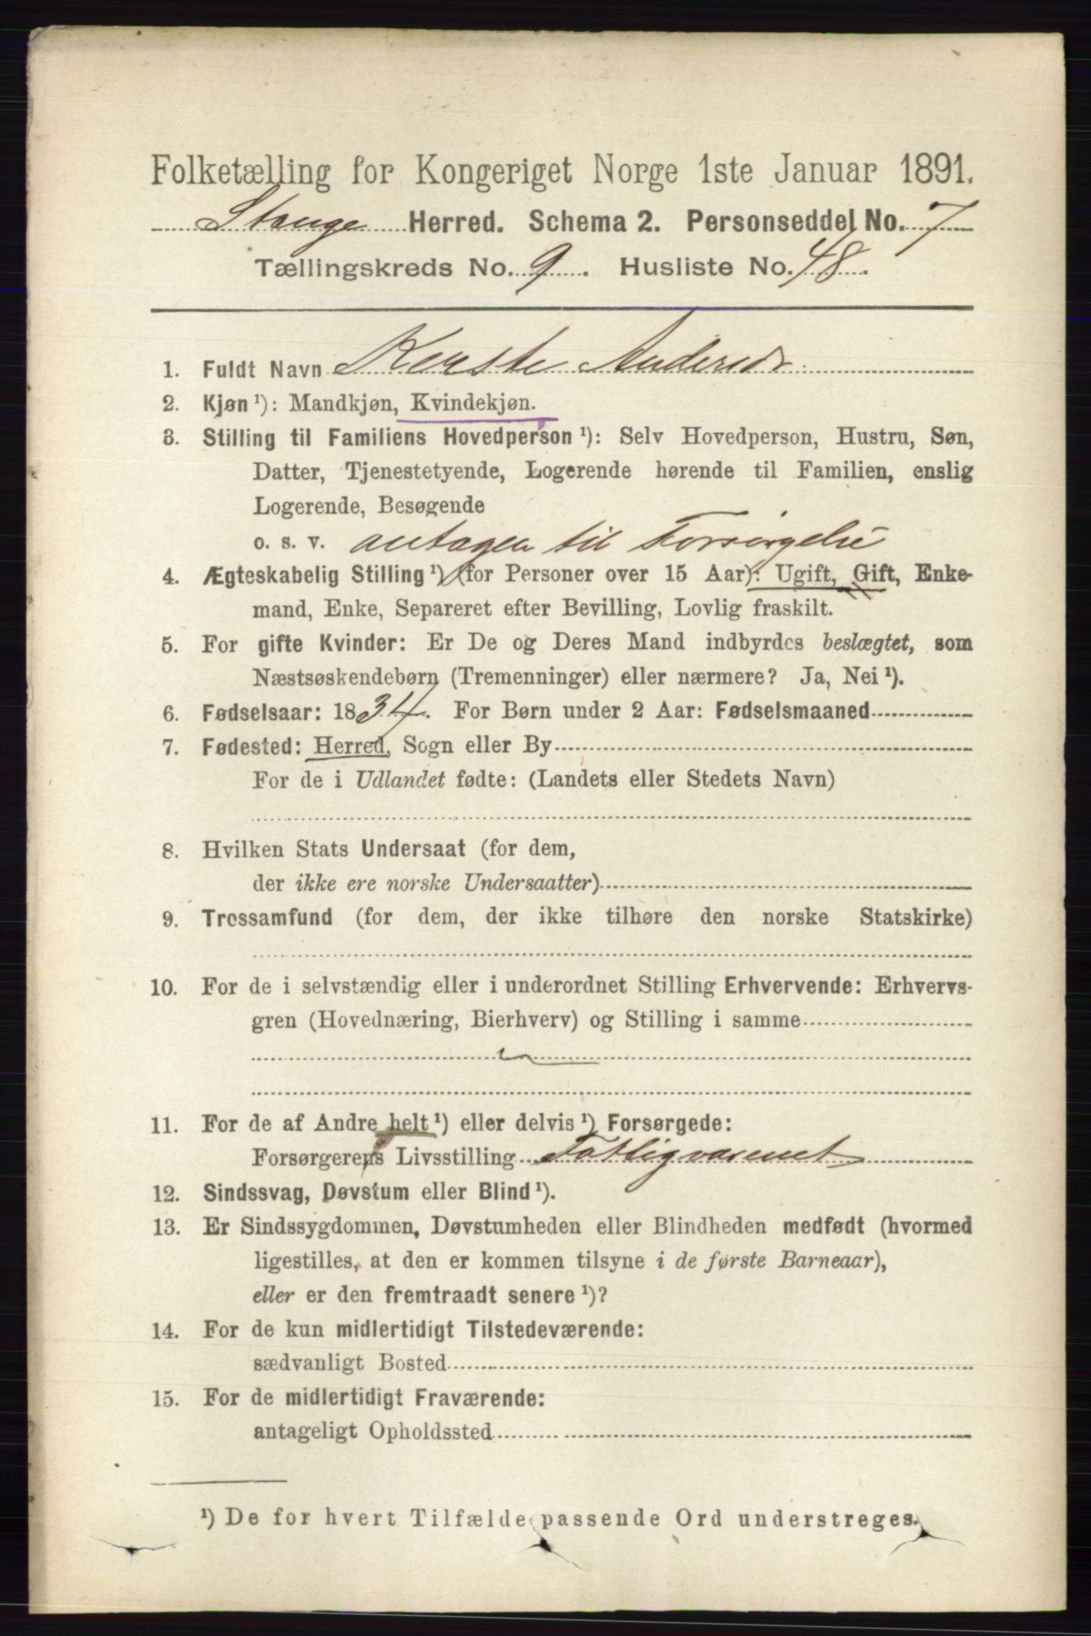 Folketælling for Kongeriget Norge 1ste Januar 1891.
Stange Herred. Schema 2. Personseddel No. 7
Tællingskreds No. 9. Husliste No. 48.
1. Fuldt Navn Kerste Andersdr
2. Kjøn ¹): Mandkjøn, Kvindekjøn.
3. Stilling til Familiens Hovedperson ¹): Selv Hovedperson, Hustru, Søn,
Datter, Tjenestetyende, Logerende hørende til Familien, enslig
Logerende, Besøgende
o. s. v. antagen til Forsørgelse
4. Ægteskabelig Stilling ¹) (for Personer over 15 Aar): Ugift, Gift, Enke-
mand, Enke, Separeret efter Bevilling, Lovlig fraskilt.
5. For gifte Kvinder: Er De og Deres Mand indbyrdes beslægtet, som
Næstsøskendebørn (Tremenninger) eller nærmere? Ja, Nei ¹).
6. Fødselsaar: 1834. For Børn under 2 Aar: Fødselsmaaned
7. Fødested: Herred, Sogn eller By
For de i Udlandet fødte: (Landets eller Stedets Navn)
8. Hvilken Stats Undersaat (for dem,
der ikke ere norske Undersaatter)
9. Trossamfund (for dem, der ikke tilhøre den norske Statskirke)
10. For de i selvstændig eller i underordnet Stilling Erhvervende: Erhvervs-
gren (Hovednæring, Bierhverv) og Stilling i samme
11. For de af Andre helt ¹) eller delvis ¹) Forsørgede:
Forsørgerens Livsstilling Fattigvæsenet
12. Sindssvag, Døvstum eller Blind ¹).
13. Er Sindssygdommen, Døvstumheden eller Blindheden medfødt (hvormed
ligestilles, at den er kommen tilsyne i de første Barneaar),
eller er den fremtraadt senere ¹)?
14. For de kun midlertidigt Tilstedeværende:
sædvanligt Bosted
15. For de midlertidigt Fraværende:
antageligt Opholdssted
¹) De for hvert Tilfælde passende Ord understreges.